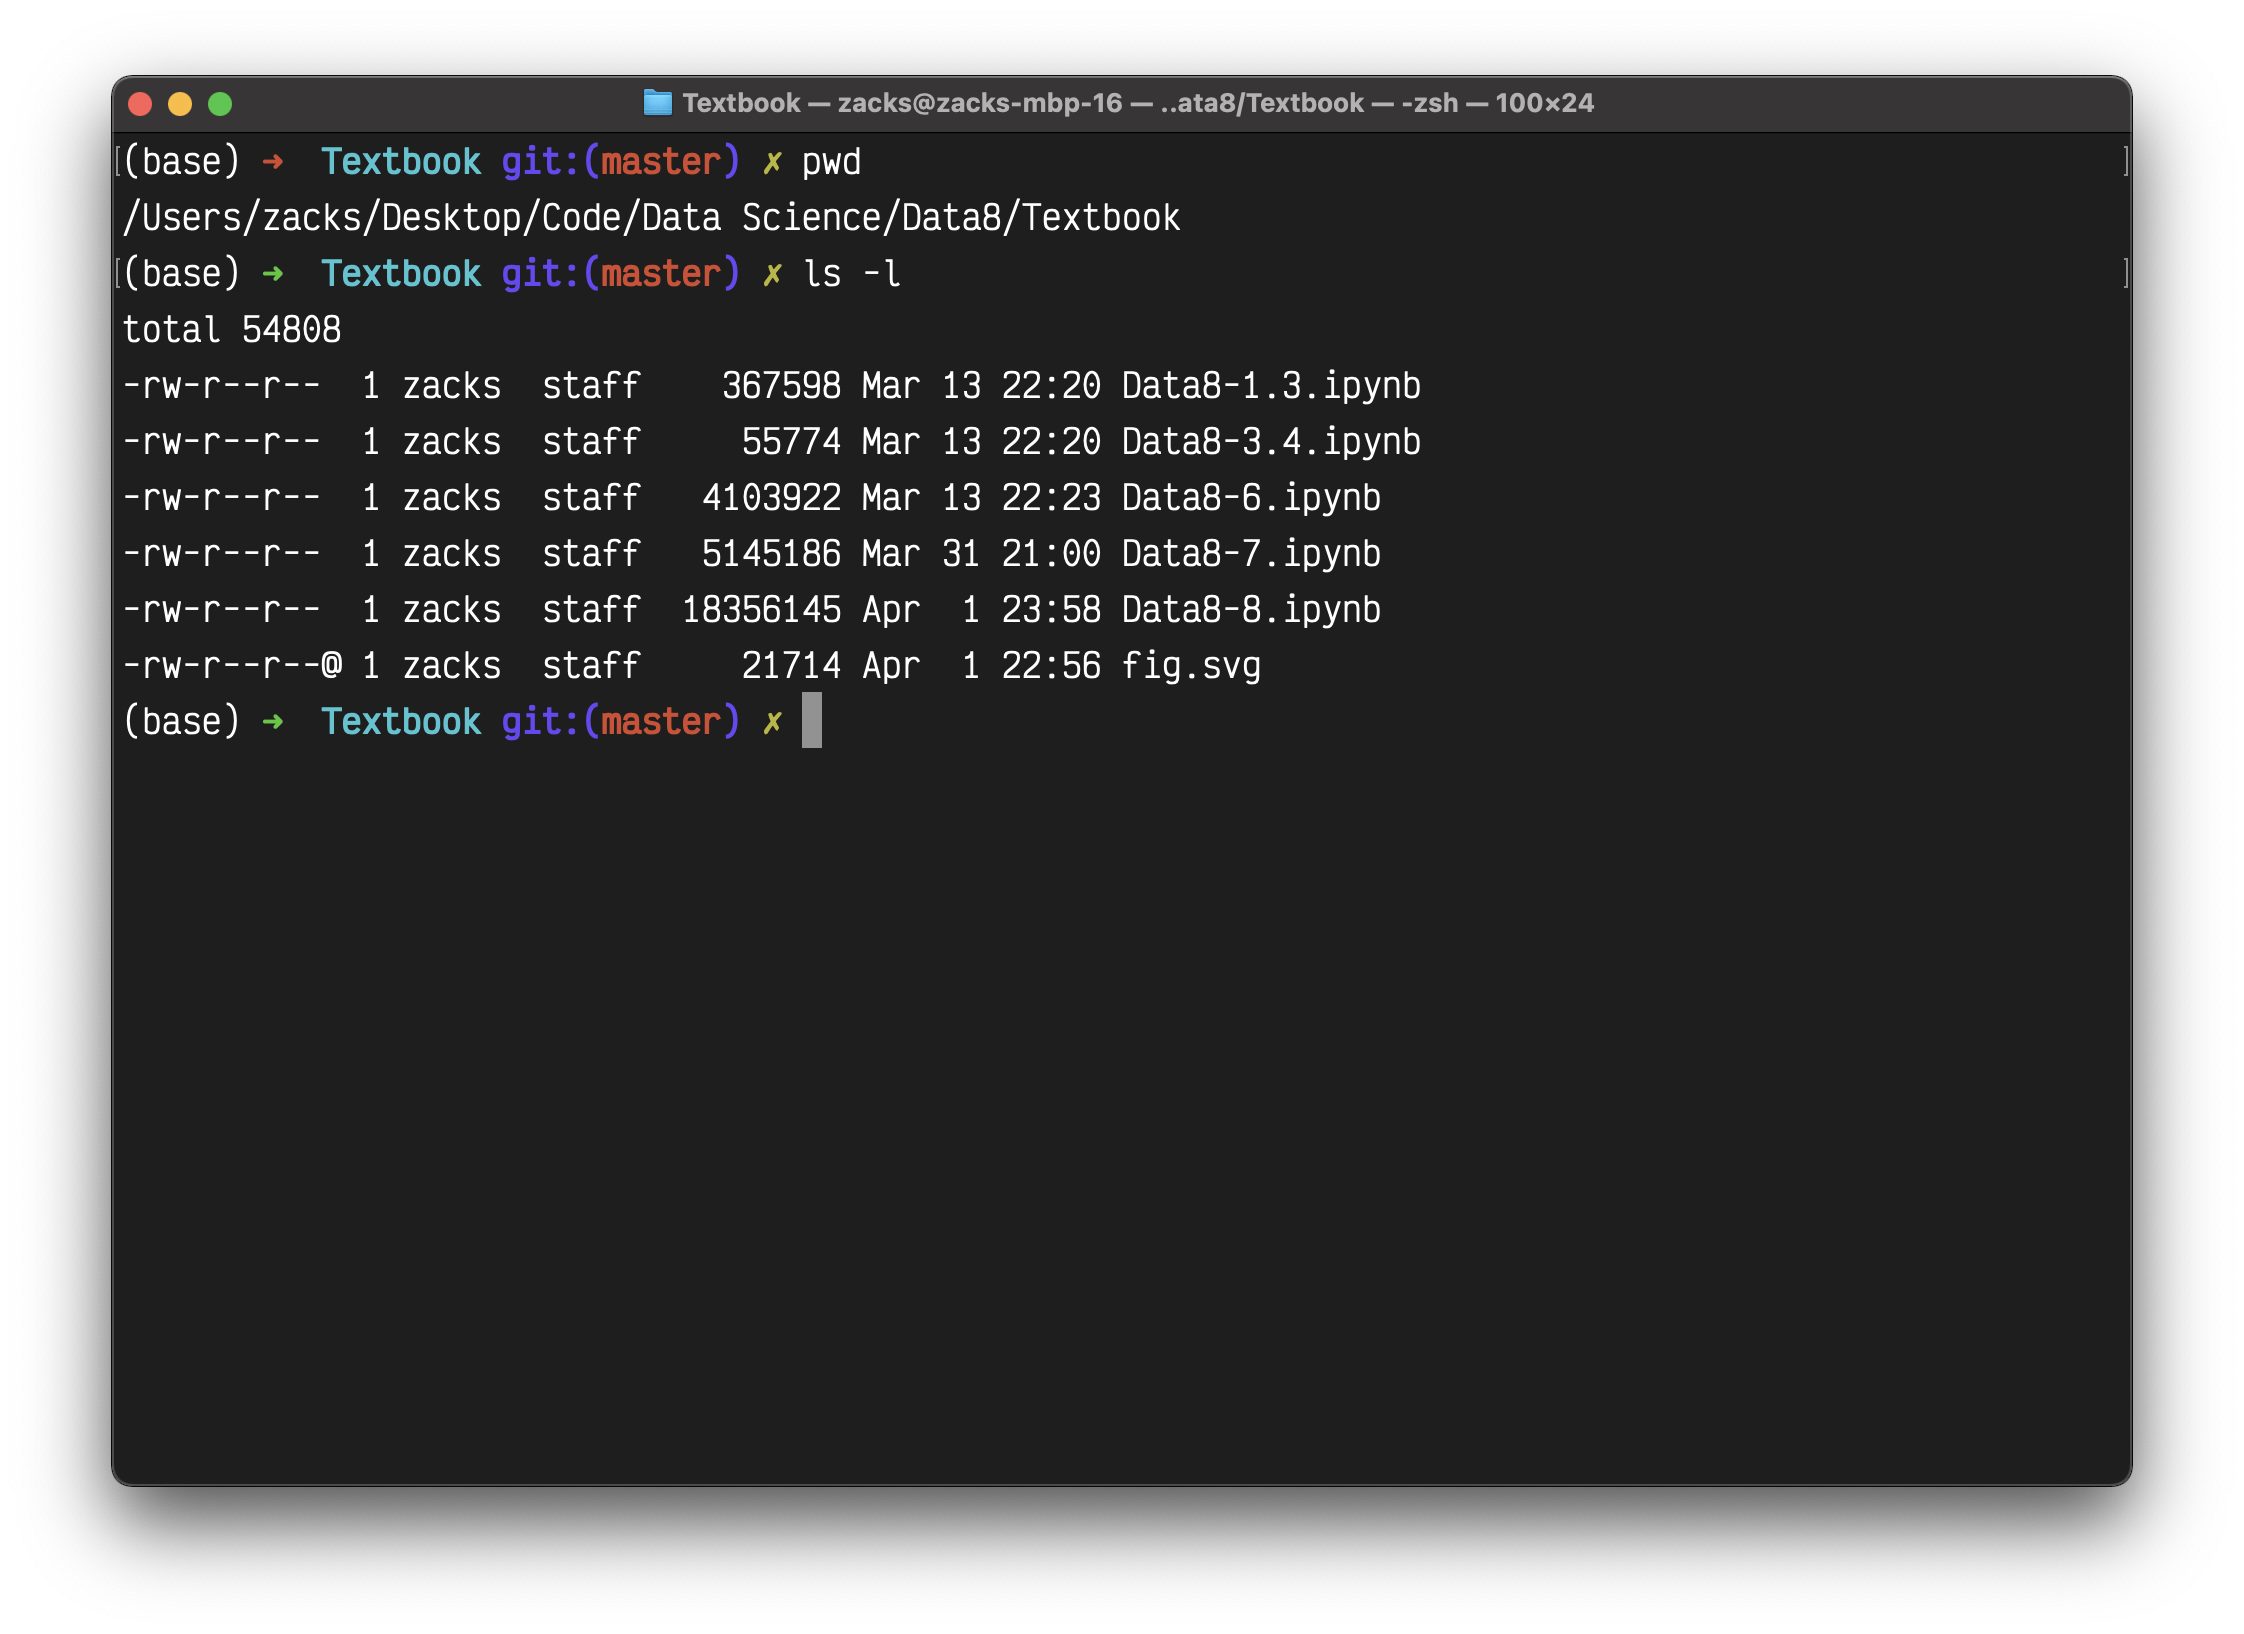 Textbook — zacks@zacks-mbp-16 — ..ata8/Textbook — -zsh — 100×24
[(base) ➜  Textbook git:(master) ✗ pwd ]
/Users/zacks/Desktop/Code/Data Science/Data8/Textbook
[(base) ➜  Textbook git:(master) ✗ ls -l ]
total 54808
-rw-r--r--  1 zacks  staff    367598 Mar 13 22:20 Data8-1.3.ipynb
-rw-r--r--  1 zacks  staff     55774 Mar 13 22:20 Data8-3.4.ipynb
-rw-r--r--  1 zacks  staff   4103922 Mar 13 22:23 Data8-6.ipynb
-rw-r--r--  1 zacks  staff   5145186 Mar 31 21:00 Data8-7.ipynb
-rw-r--r--  1 zacks  staff  18356145 Apr  1 23:58 Data8-8.ipynb
-rw-r--r--@ 1 zacks  staff     21714 Apr  1 22:56 fig.svg
(base) ➜  Textbook git:(master) ✗